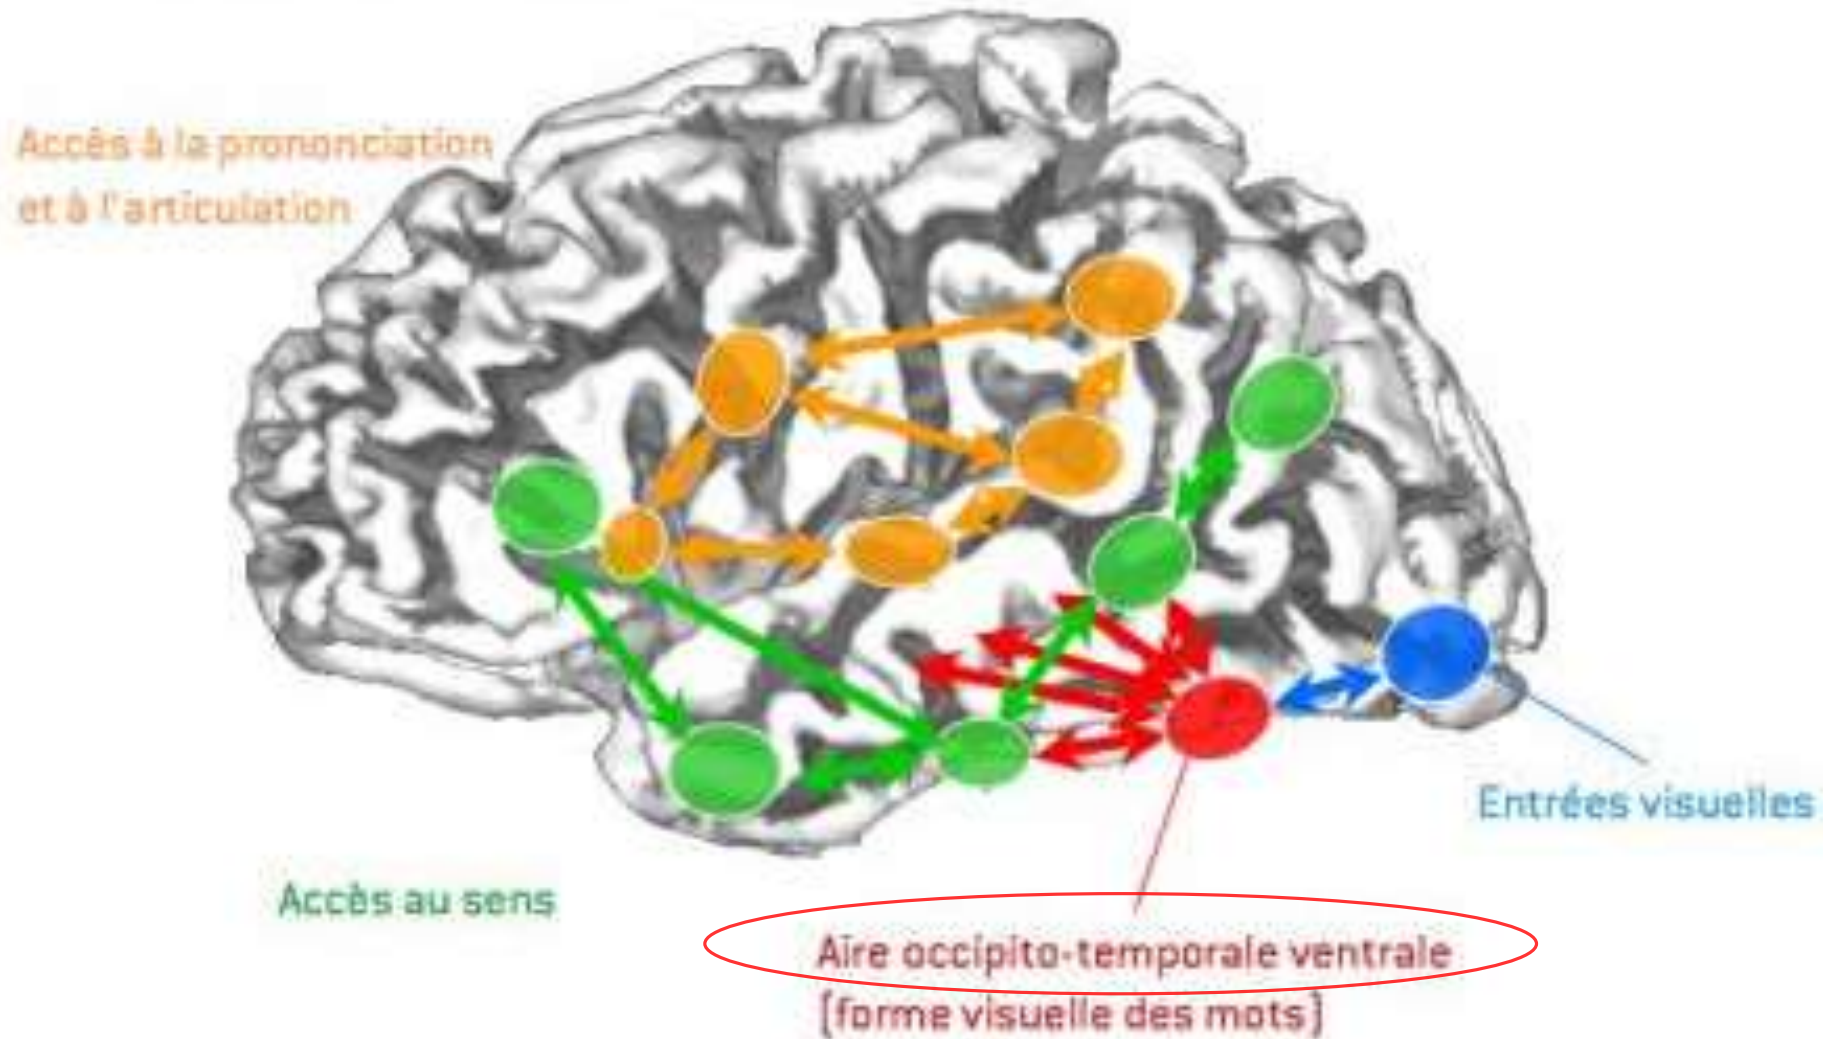 Accès à la prononciation
et à l'articulation
Entrées visuelles
Accès au sens
Aire occipito-temporale ventrale
(forme visuelle des mots)